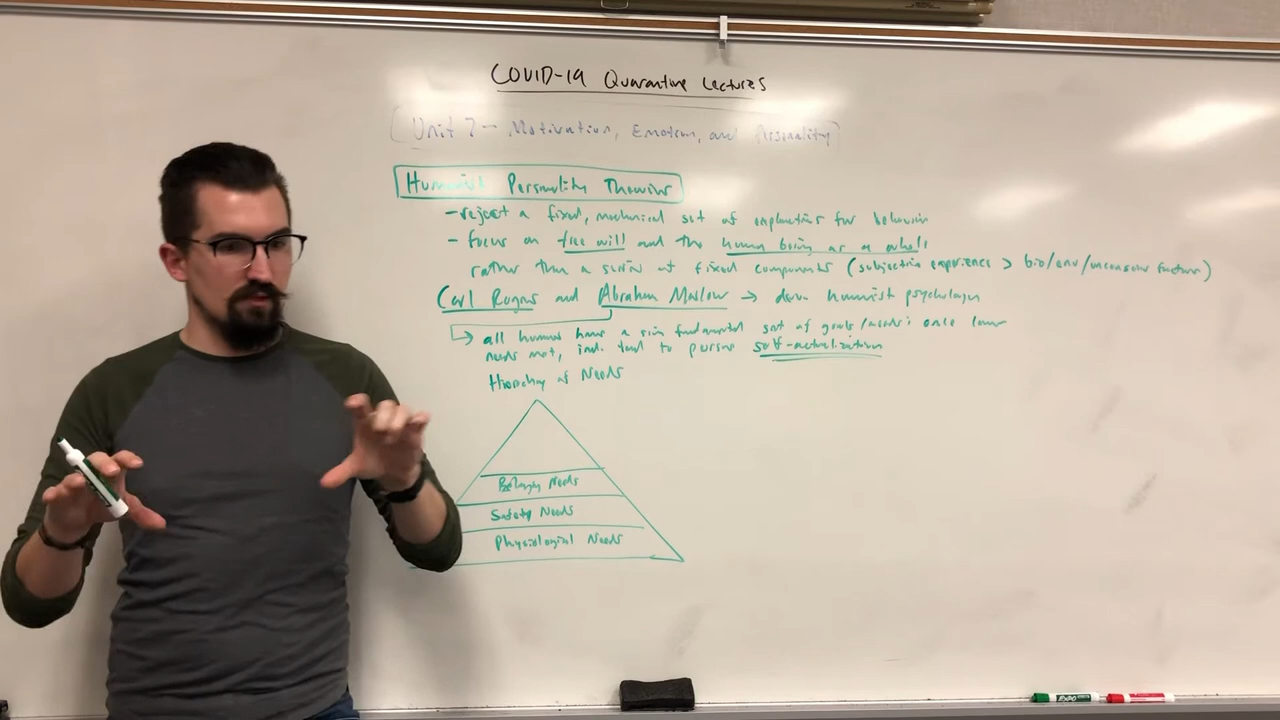 COVID-19 Quarantine Lectures
Unit 7 - Motivation, Emotion, and Personality
Humanist Personality Theories
- reject a fixed, mechanical set of explanations for behavior
- focus on free will and the human being as a whole
rather than a series of fixed components (subjective experience > bio/env/unconscious factors)
Carl Rogers and Abraham Maslow → humanist psychology
↳ all humans have a sim fundamental set of goals/needs; once lower
needs met, ind. tend to pursue self-actualization
Hierarchy of Needs
Belonging Needs
Safety Needs
Physiological Needs
EXPO